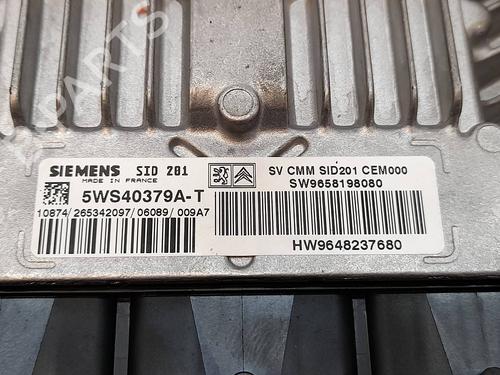 SIEMENS SID 201
MADE IN FRANCE
5WS40379A-T
10874/265342097/06089/009A7
SV CMM SID201 CEM000
SW9658198080
HW9648237680